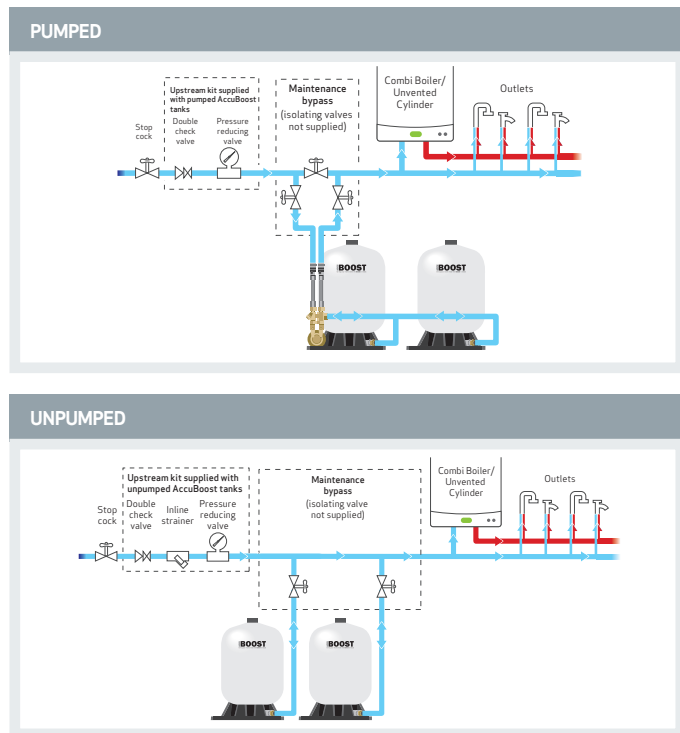 PUMPED
Upstream kit supplied
with pumped AccuBoost
tanks
Stop
cock
Double
check
valve
Pressure
reducing
valve
Maintenance
bypass
(isolating valves
not supplied)
Combi Boiler/
Unvented
Cylinder
Outlets
BOOST
BOOST
UNPUMPED
Upstream kit supplied with
unpumped AccuBoost tanks
Stop
cock
Double
check
valve
Inline
strainer
Pressure
reducing
valve
Maintenance
bypass
(isolating valve
not supplied)
Combi Boiler/
Unvented
Cylinder
Outlets
BOOST
BOOST